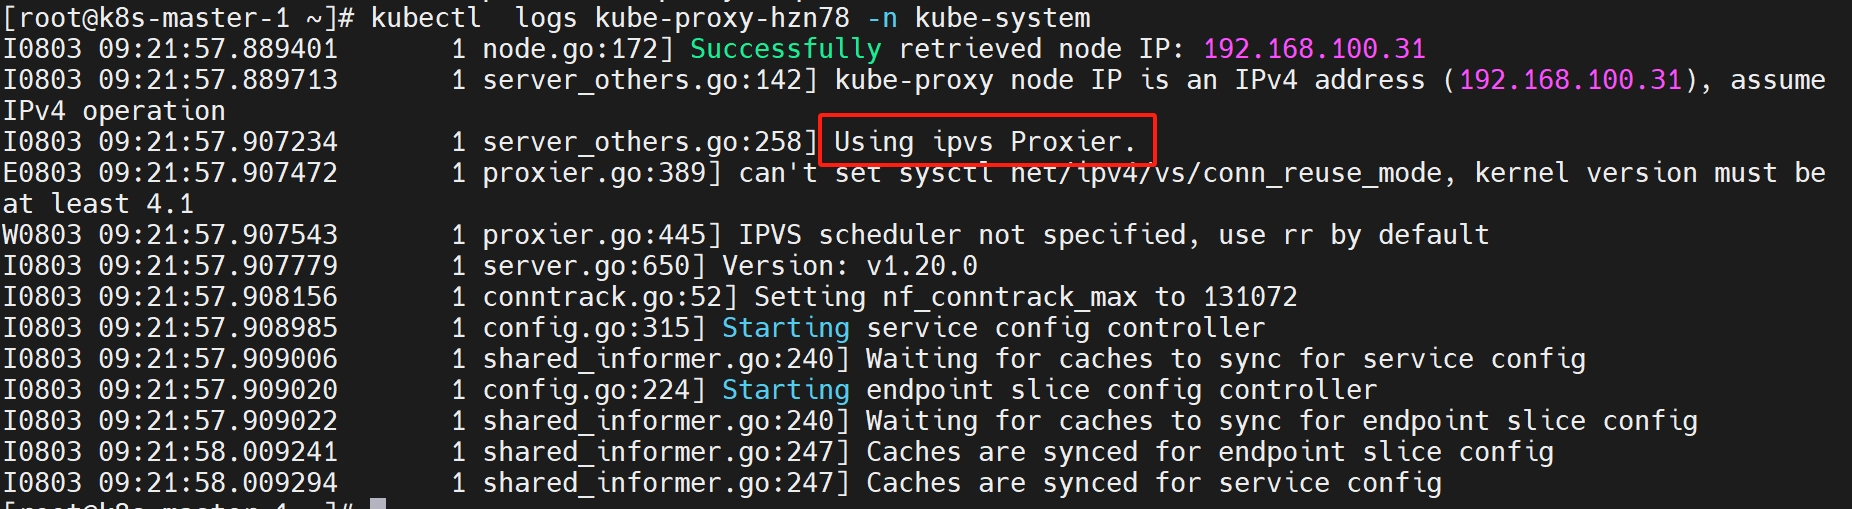 [root@k8s-master-1 ~]# kubectl  logs kube-proxy-hzn78 -n kube-system
I0803 09:21:57.889401       1 node.go:172] Successfully retrieved node IP: 192.168.100.31
I0803 09:21:57.889713       1 server_others.go:142] kube-proxy node IP is an IPv4 address (192.168.100.31), assume
IPv4 operation
I0803 09:21:57.907234       1 server_others.go:258] Using ipvs Proxier.
E0803 09:21:57.907472       1 proxier.go:389] can't set sysctl net/ipv4/vs/conn_reuse_mode, kernel version must be
at least 4.1
W0803 09:21:57.907543       1 proxier.go:445] IPVS scheduler not specified, use rr by default
I0803 09:21:57.907779       1 server.go:650] Version: v1.20.0
I0803 09:21:57.908156       1 conntrack.go:52] Setting nf_conntrack_max to 131072
I0803 09:21:57.908985       1 config.go:315] Starting service config controller
I0803 09:21:57.909006       1 shared_informer.go:240] Waiting for caches to sync for service config
I0803 09:21:57.909020       1 config.go:224] Starting endpoint slice config controller
I0803 09:21:57.909022       1 shared_informer.go:240] Waiting for caches to sync for endpoint slice config
I0803 09:21:58.009241       1 shared_informer.go:247] Caches are synced for endpoint slice config
I0803 09:21:58.009294       1 shared_informer.go:247] Caches are synced for service config
[root@k8s-master-1 ~]#